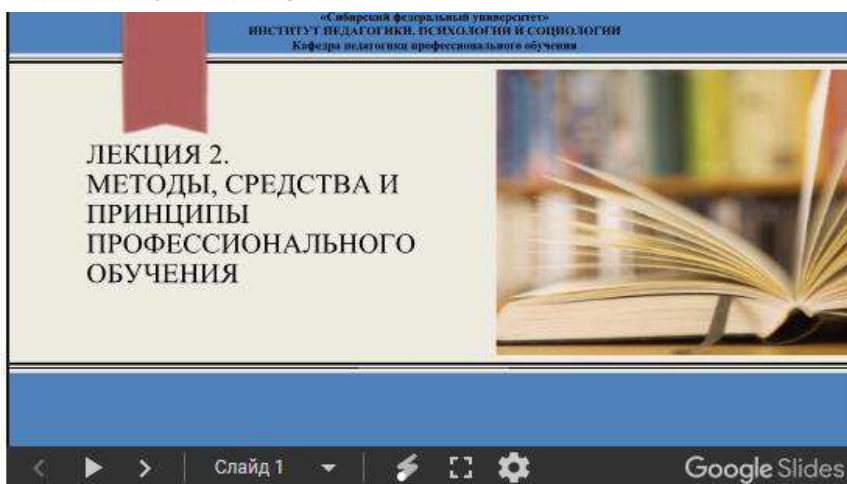 «Сибирский федеральный университет»
ИНСТИТУТ ПЕДАГОГИКИ, ПСИХОЛОГИИ И СОЦИОЛОГИИ
Кафедра педагогики профессионального обучения
ЛЕКЦИЯ 2.
МЕТОДЫ, СРЕДСТВА И
ПРИНЦИПЫ
ПРОФЕССИОНАЛЬНОГО
ОБУЧЕНИЯ
Слайд 1
Google Slides